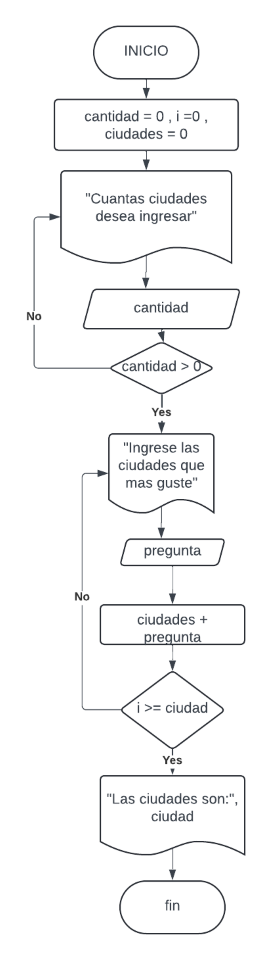 INICIO
cantidad = 0 , i =0 ,
ciudades = 0
"Cuantas ciudades
desea ingresar"
cantidad
No
cantidad > 0
Yes
"Ingrese las
ciudades que
mas guste"
pregunta
No
ciudades +
pregunta
i >= ciudad
Yes
"Las ciudades son:",
ciudad
fin